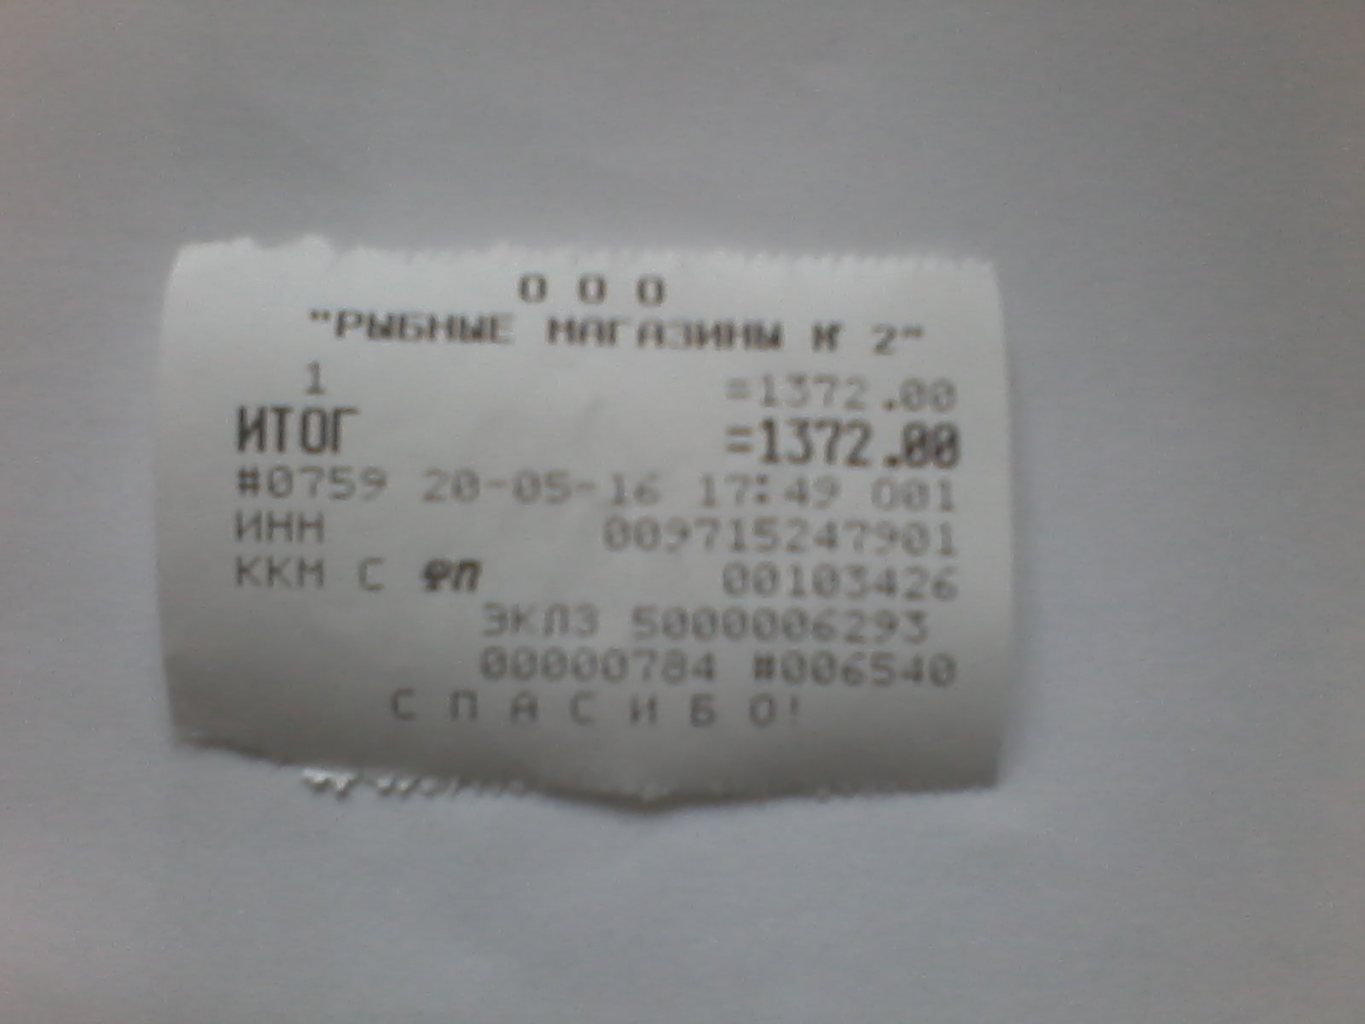 О О О
"РЫБНЫЕ МАГАЗИНЫ № 2"
1 =1372.00
ИТОГ =1372.00
#0759 20-05-16 17:49 001
ИНН 009715247901
ККМ С ФП 00103426
ЭКЛЗ 5000006293
00000784 #006540
С П А С И Б О!